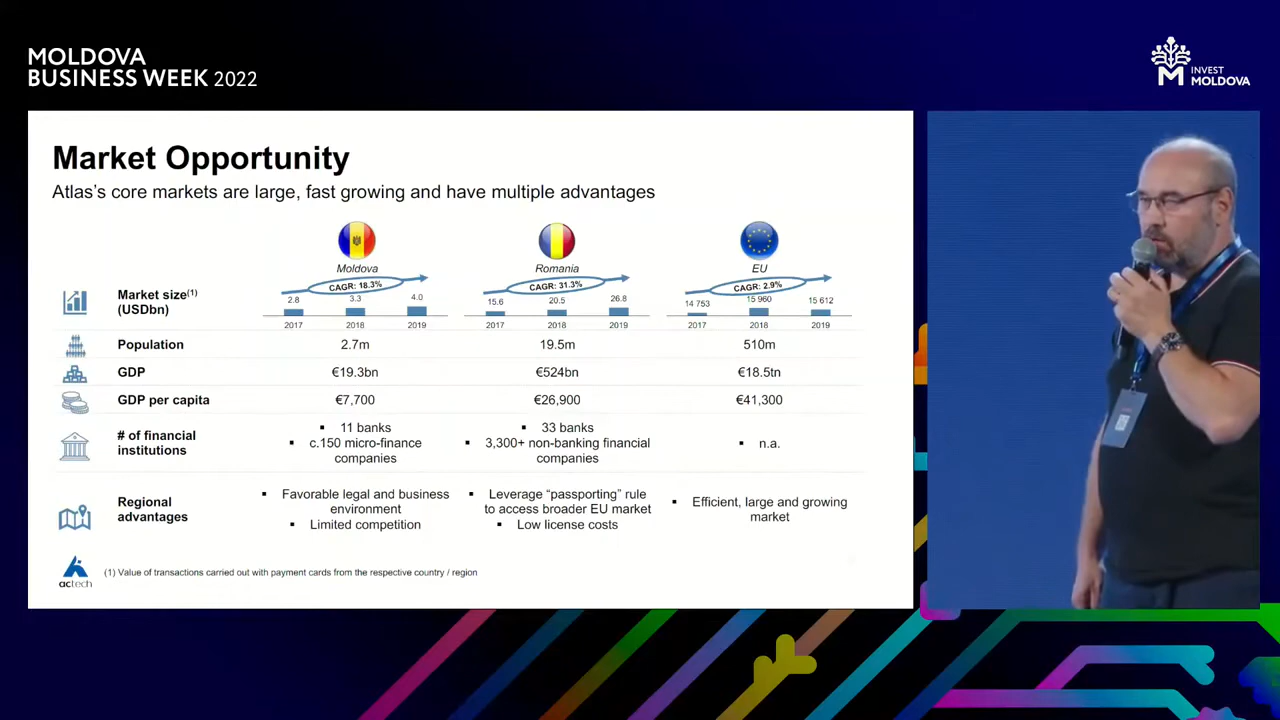 MOLDOVA
BUSINESS WEEK 2022
INVEST
MOLDOVA
Market Opportunity
Atlas's core markets are large, fast growing and have multiple advantages
Moldova
Romania
EU
Market size(1)
(USDbn)
CAGR: 18.3%
2.8
3.3
4.0
2017
2018
2019
CAGR: 31.3%
15.6
20.5
26.8
2017
2018
2019
CAGR: 2.9%
14 753
15 960
15 612
2017
2018
2019
Population
2.7m
19.5m
510m
GDP
€19.3bn
€524bn
€18.5tn
GDP per capita
€7,700
€26,900
€41,300
# of financial
institutions
▪ 11 banks
▪ c.150 micro-finance
companies
▪ 33 banks
▪ 3,300+ non-banking financial
companies
▪ n.a.
Regional
advantages
▪ Favorable legal and business
environment
▪ Limited competition
▪ Leverage “passporting” rule
to access broader EU market
▪ Low license costs
▪ Efficient, large and growing
market
actech
(1) Value of transactions carried out with payment cards from the respective country / region